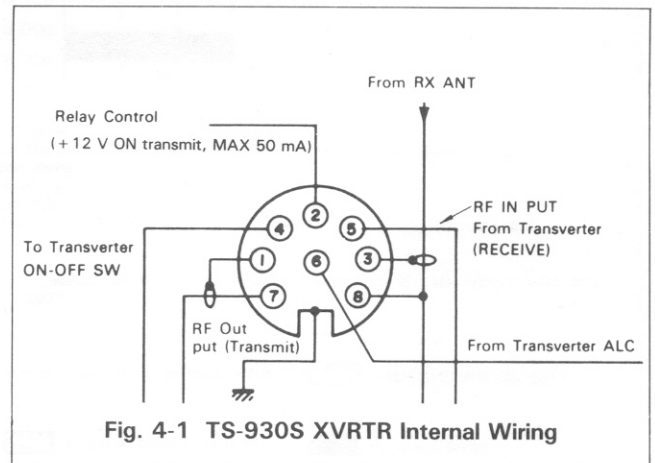 From RX ANT
Relay Control
(+12 V ON transmit, MAX 50 mA)
2
4
5
RF IN PUT
From Transverter
(RECEIVE)
To Transverter
ON-OFF SW
1
6
3
7
8
RF Out
put (Transmit)
From Transverter ALC
Fig. 4-1 TS-930S XVRTR Internal Wiring